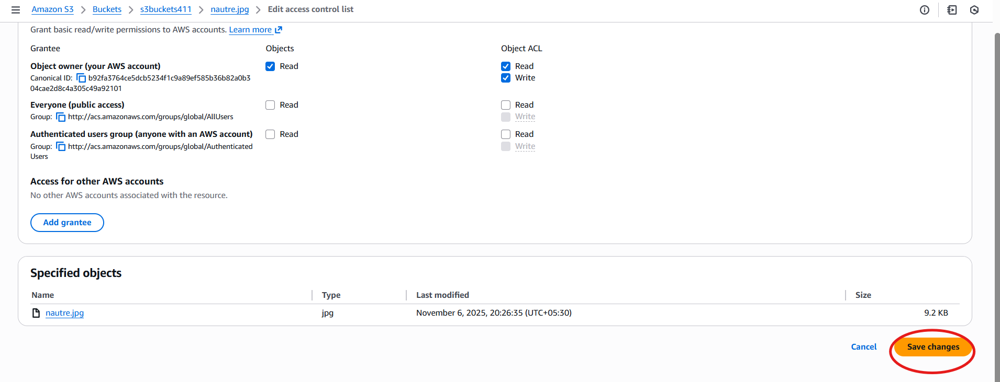 Amazon S3 > Buckets > s3buckets411 > nautre.jpg > Edit access control list
Grant basic read/write permissions to AWS accounts. Learn more
Grantee Objects Object ACL
Object owner (your AWS account) Read Read
Canonical ID: b92fa3764ce5dcb5234f1c9a89ef585b36b82a0b3 Write
04cae2d8c4a305c49a92101
Everyone (public access) Read Read
Group: http://acs.amazonaws.com/groups/global/AllUsers Write
Authenticated users group (anyone with an AWS account) Read Read
Group: http://acs.amazonaws.com/groups/global/Authenticated Write
Users
Access for other AWS accounts
No other AWS accounts associated with the resource.
Add grantee
Specified objects
Name Type Last modified Size
nautre.jpg jpg November 6, 2025, 20:26:35 (UTC+05:30) 9.2 KB
Cancel Save changes